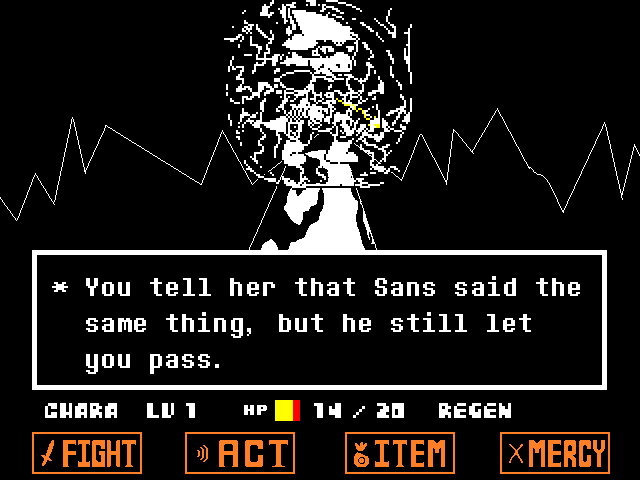 * You tell her that Sans said the
same thing, but he still let
you pass.
CHARA LV 1 HP 14 / 20 REGEN
FIGHT ACT ITEM MERCY